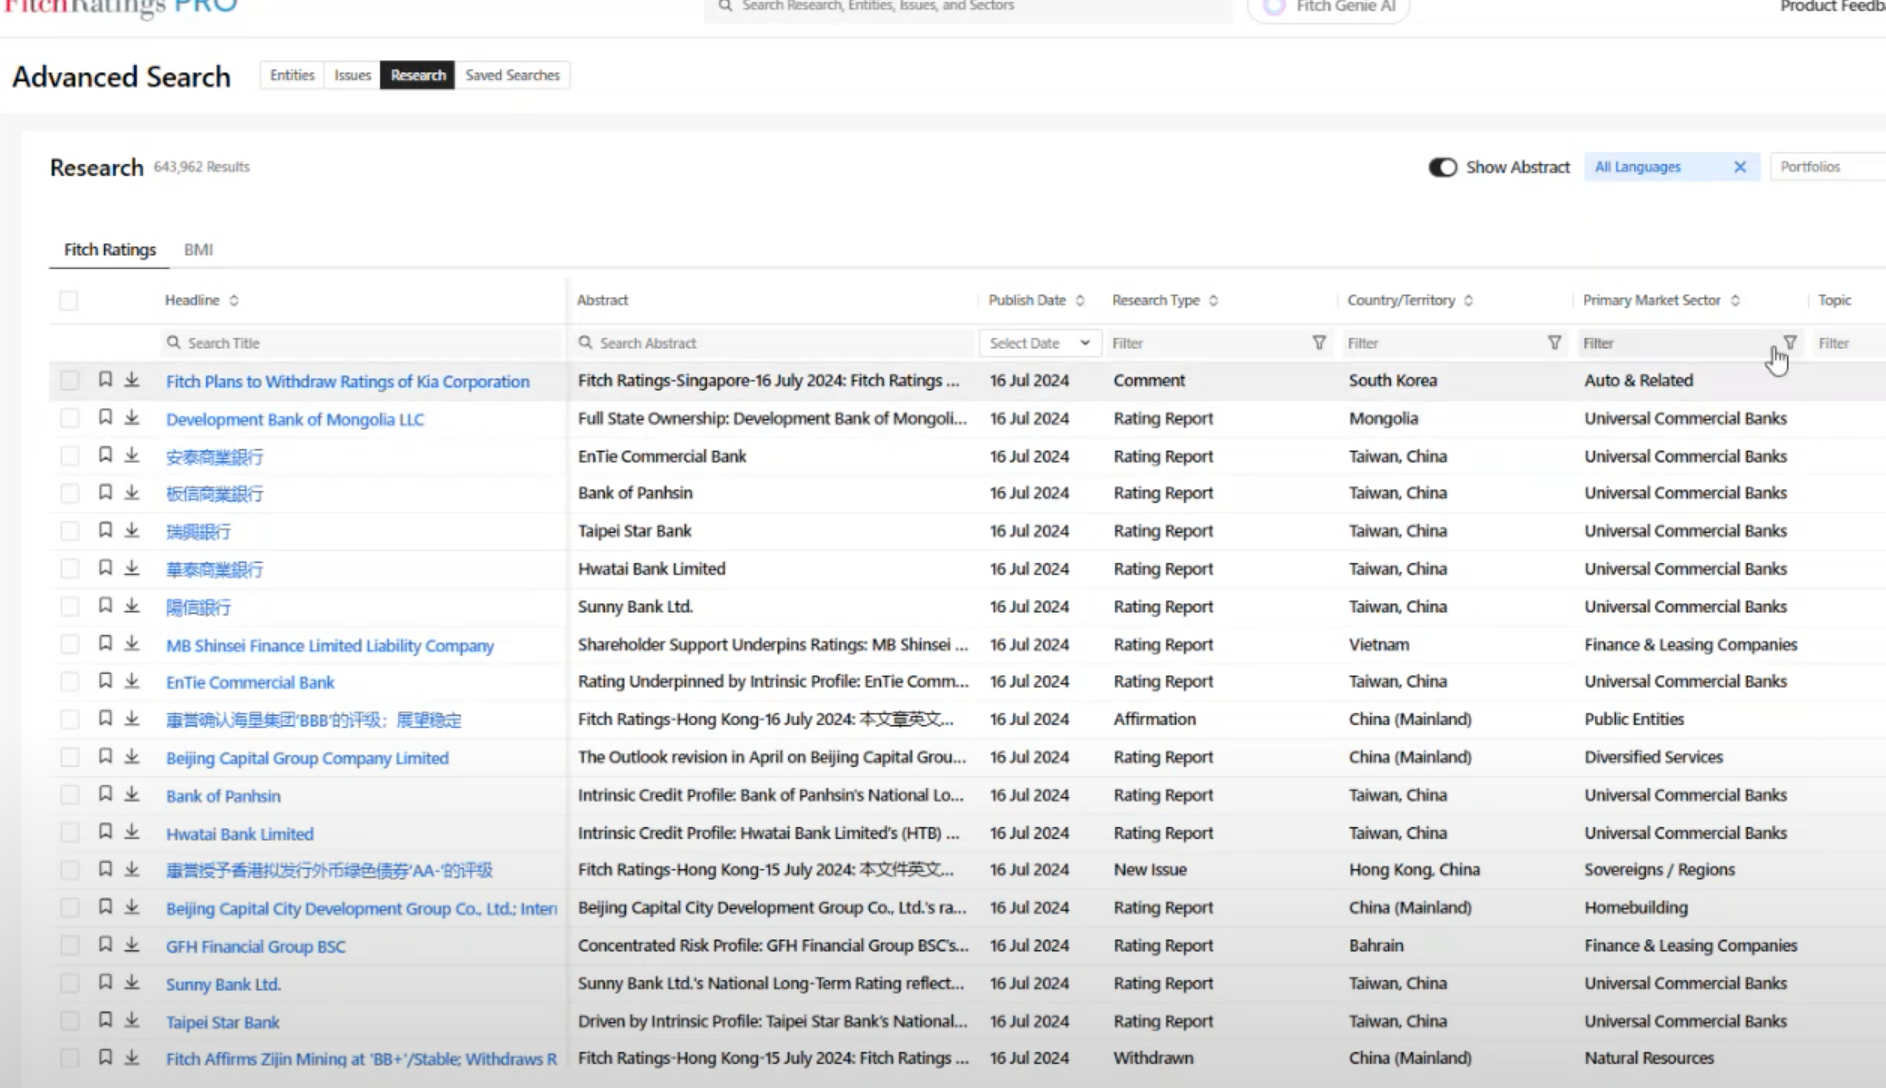 FitchRatings PRO
Search Research, Entities, Issues, and Sectors
Fitch Genie AI
Product Feedb
Advanced Search
Entities Issues Research Saved Searches
Research 643,962 Results
Show Abstract All Languages Portfolios
Fitch Ratings BMI
Headline Abstract Publish Date Research Type Country/Territory Primary Market Sector Topic
Search Title Search Abstract Select Date Filter Filter Filter Filter
Fitch Plans to Withdraw Ratings of Kia Corporation Fitch Ratings-Singapore-16 July 2024: Fitch Ratings ... 16 Jul 2024 Comment South Korea Auto & Related
Development Bank of Mongolia LLC Full State Ownership: Development Bank of Mongoli... 16 Jul 2024 Rating Report Mongolia Universal Commercial Banks
安泰商業銀行 EnTie Commercial Bank 16 Jul 2024 Rating Report Taiwan, China Universal Commercial Banks
板信商業銀行 Bank of Panhsin 16 Jul 2024 Rating Report Taiwan, China Universal Commercial Banks
瑞興銀行 Taipei Star Bank 16 Jul 2024 Rating Report Taiwan, China Universal Commercial Banks
華泰商業銀行 Hwatai Bank Limited 16 Jul 2024 Rating Report Taiwan, China Universal Commercial Banks
陽信銀行 Sunny Bank Ltd. 16 Jul 2024 Rating Report Taiwan, China Universal Commercial Banks
MB Shinsei Finance Limited Liability Company Shareholder Support Underpins Ratings: MB Shinsei ... 16 Jul 2024 Rating Report Vietnam Finance & Leasing Companies
EnTie Commercial Bank Rating Underpinned by Intrinsic Profile: EnTie Comm... 16 Jul 2024 Rating Report Taiwan, China Universal Commercial Banks
惠誉确认海垦集团'BBB'的评级；展望稳定 Fitch Ratings-Hong Kong-16 July 2024: 本文章英文... 16 Jul 2024 Affirmation China (Mainland) Public Entities
Beijing Capital Group Company Limited The Outlook revision in April on Beijing Capital Grou... 16 Jul 2024 Rating Report China (Mainland) Diversified Services
Bank of Panhsin Intrinsic Credit Profile: Bank of Panhsin's National Lo... 16 Jul 2024 Rating Report Taiwan, China Universal Commercial Banks
Hwatai Bank Limited Intrinsic Credit Profile: Hwatai Bank Limited's (HTB) ... 16 Jul 2024 Rating Report Taiwan, China Universal Commercial Banks
惠誉授予香港拟发行外币绿色债券'AA-'的评级 Fitch Ratings-Hong Kong-15 July 2024: 本文件英文... 16 Jul 2024 New Issue Hong Kong, China Sovereigns / Regions
Beijing Capital City Development Group Co., Ltd.; Inter Beijing Capital City Development Group Co., Ltd.'s ra... 16 Jul 2024 Rating Report China (Mainland) Homebuilding
GFH Financial Group BSC Concentrated Risk Profile: GFH Financial Group BSC's... 16 Jul 2024 Rating Report Bahrain Finance & Leasing Companies
Sunny Bank Ltd. Sunny Bank Ltd.'s National Long-Term Rating reflect... 16 Jul 2024 Rating Report Taiwan, China Universal Commercial Banks
Taipei Star Bank Driven by Intrinsic Profile: Taipei Star Bank's National... 16 Jul 2024 Rating Report Taiwan, China Universal Commercial Banks
Fitch Affirms Zijin Mining at 'BB+'/Stable; Withdraws R Fitch Ratings-Hong Kong-15 July 2024: Fitch Ratings ... 16 Jul 2024 Withdrawn China (Mainland) Natural Resources